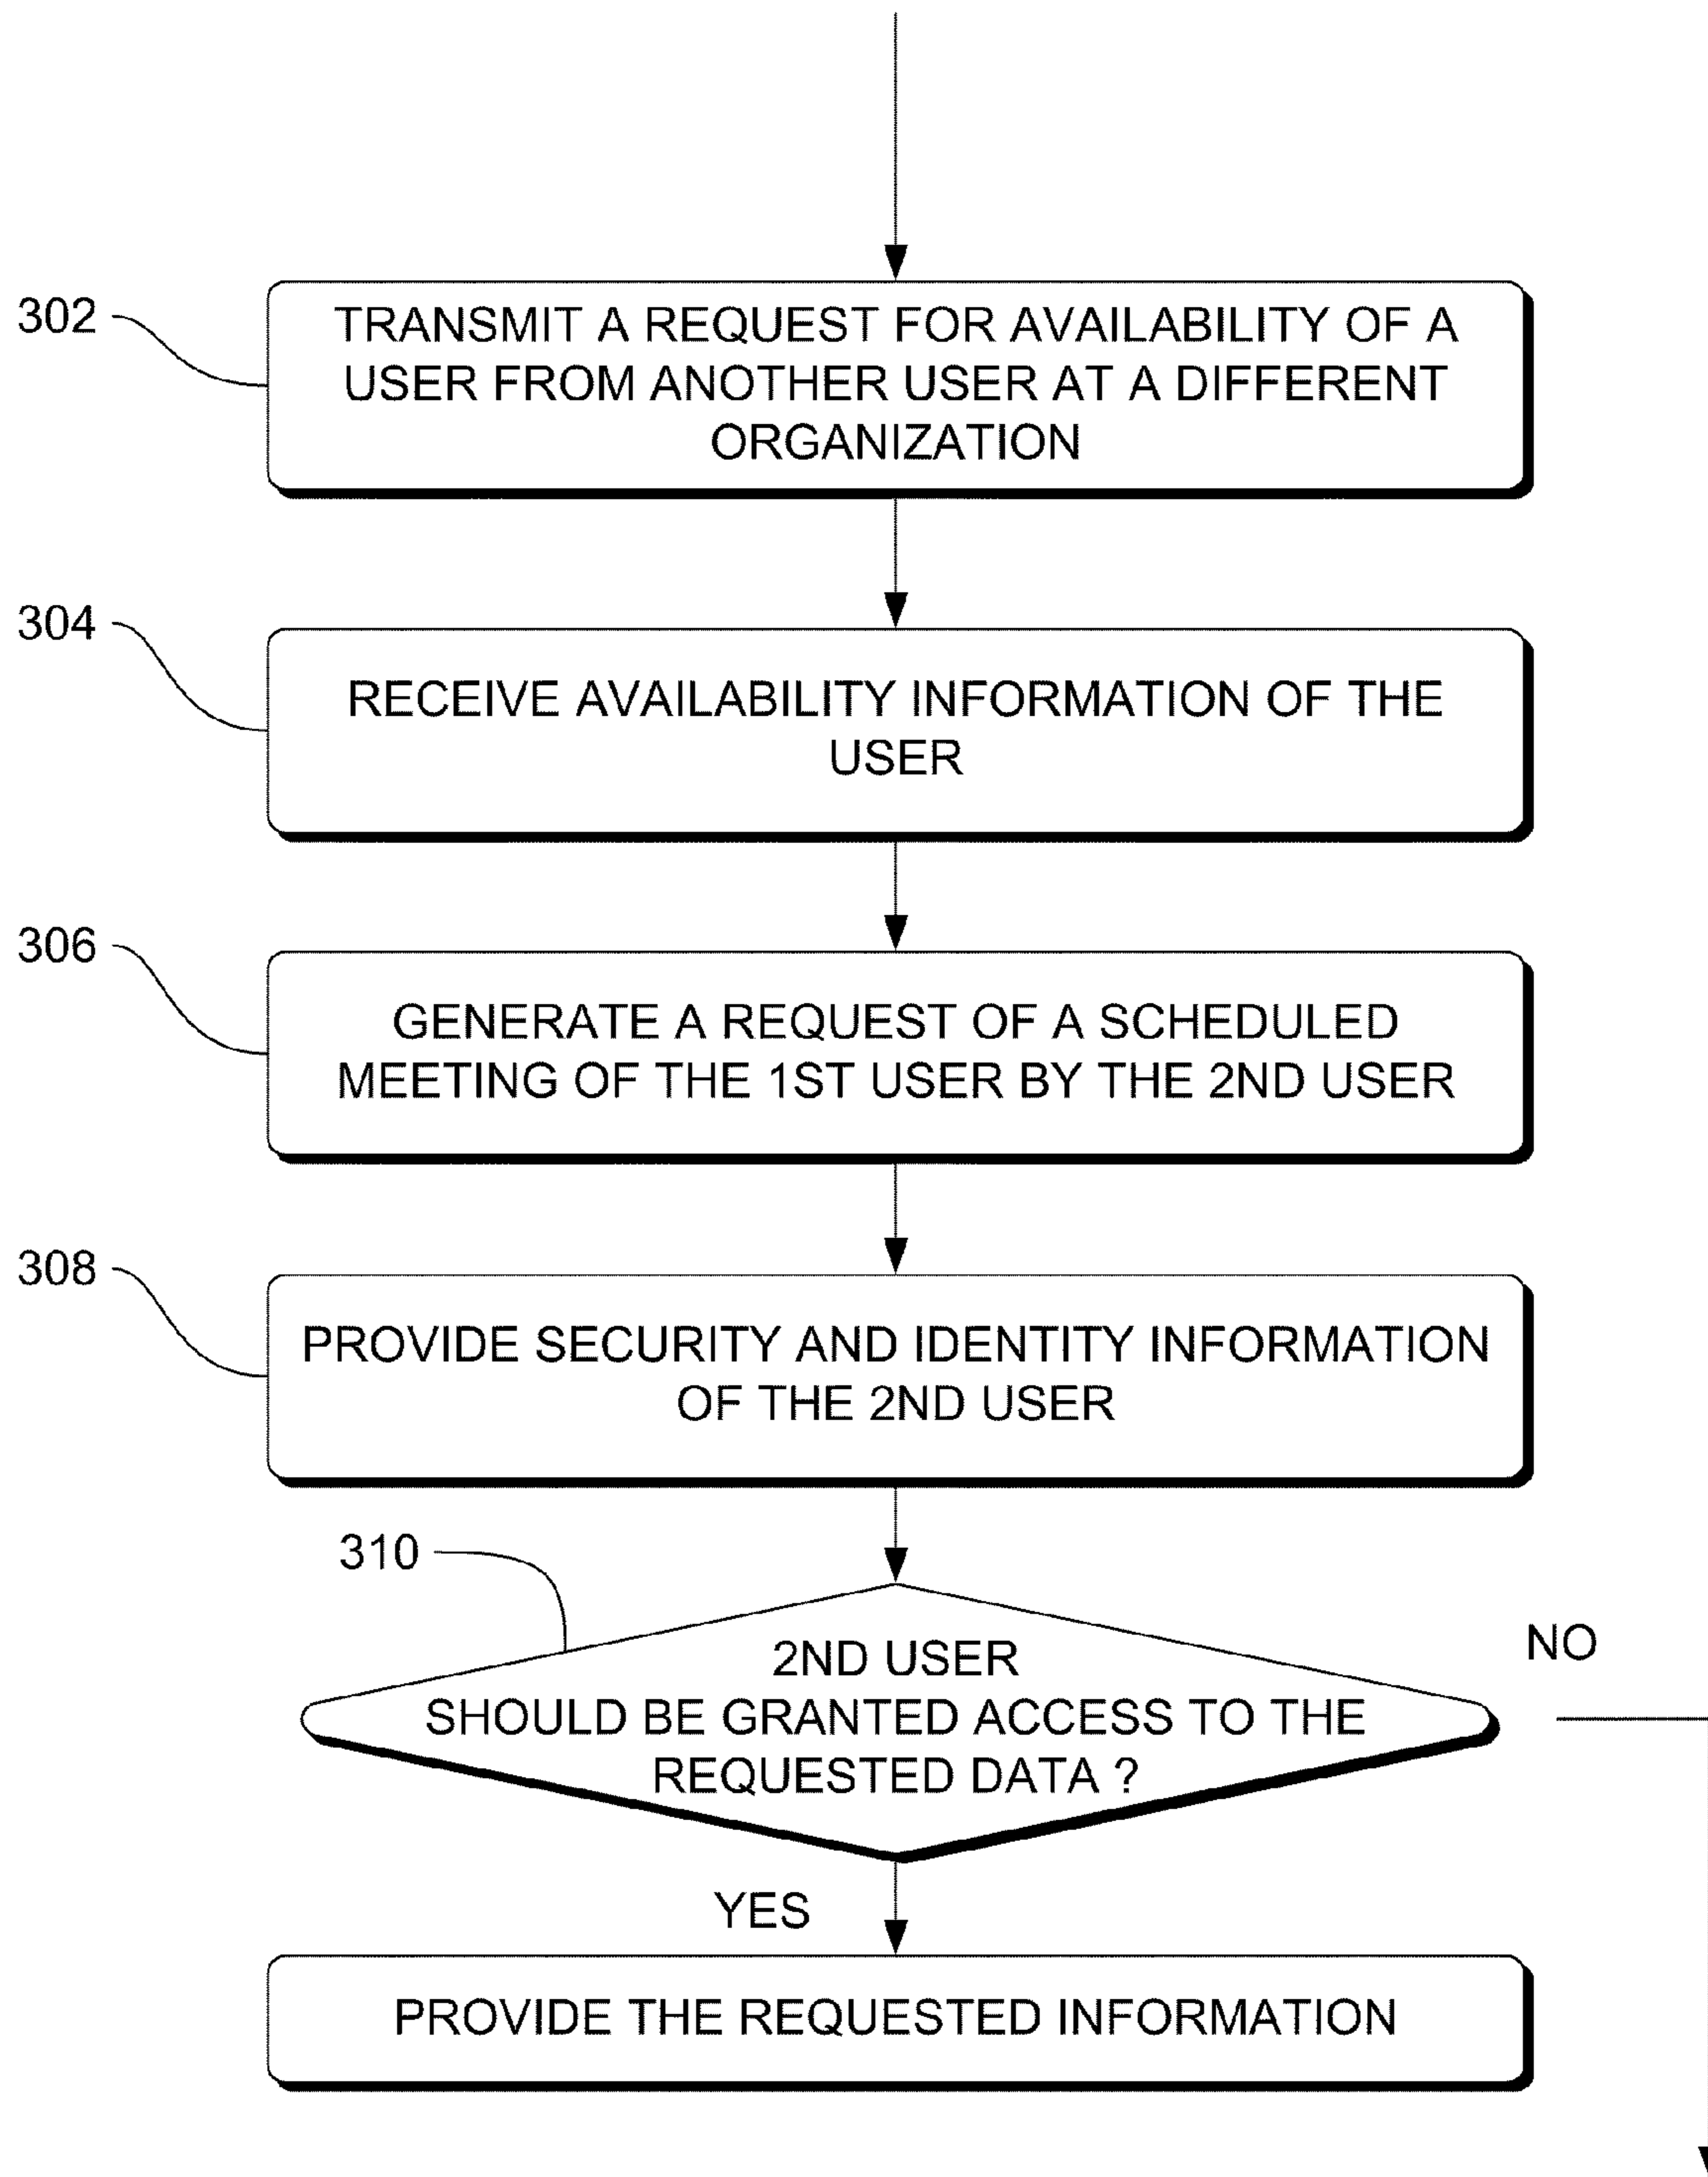 302
TRANSMIT A REQUEST FOR AVAILABILITY OF A
USER FROM ANOTHER USER AT A DIFFERENT
ORGANIZATION
304
RECEIVE AVAILABILITY INFORMATION OF THE
USER
306
GENERATE A REQUEST OF A SCHEDULED
MEETING OF THE 1ST USER BY THE 2ND USER
308
PROVIDE SECURITY AND IDENTITY INFORMATION
OF THE 2ND USER
310
2ND USER
SHOULD BE GRANTED ACCESS TO THE
REQUESTED DATA ?
NO
YES
PROVIDE THE REQUESTED INFORMATION